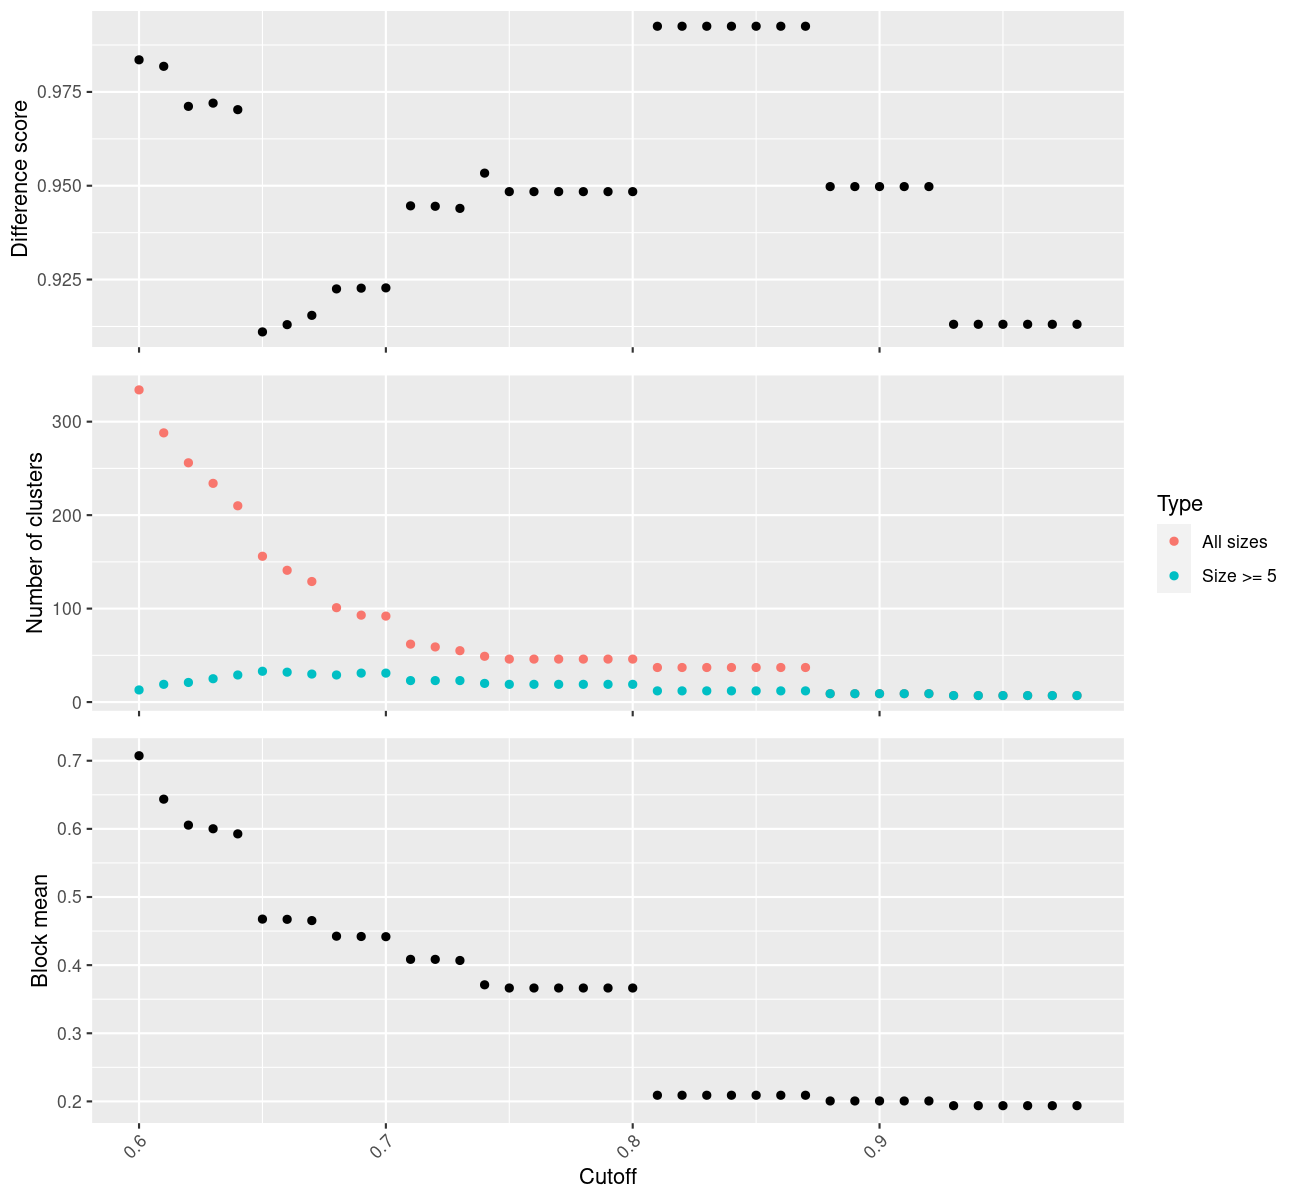 Difference score
0.975
0.950
0.925
Number of clusters
300
200
100
0
Type
All sizes
Size >= 5
Block mean
0.7
0.6
0.5
0.4
0.3
0.2
0.6 0.7 0.8 0.9
Cutoff